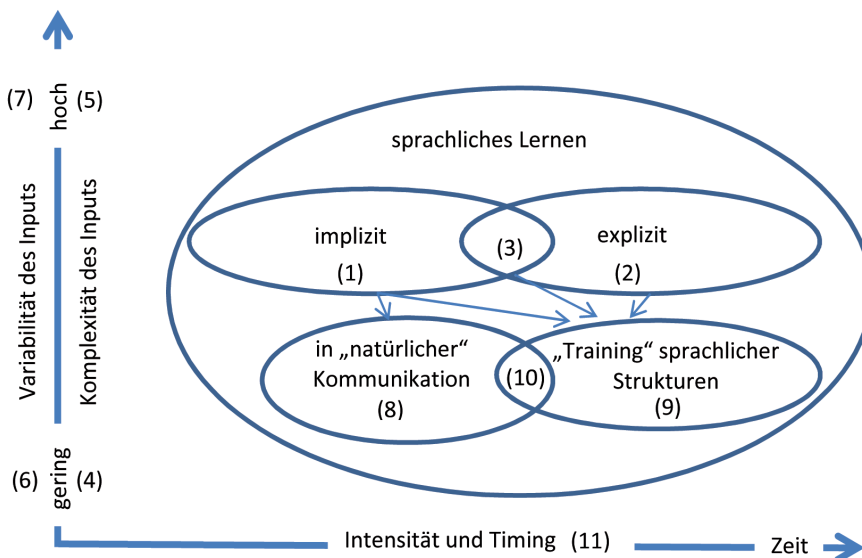 (7) hoch (5)
Variabilität des Inputs
Komplexität des Inputs
(6) gering (4)
sprachliches Lernen
implizit
(1)
(3)
explizit
(2)
in „natürlicher“
Kommunikation
(8)
(10)
„Training“ sprachlicher
Strukturen
(9)
Intensität und Timing (11)
Zeit